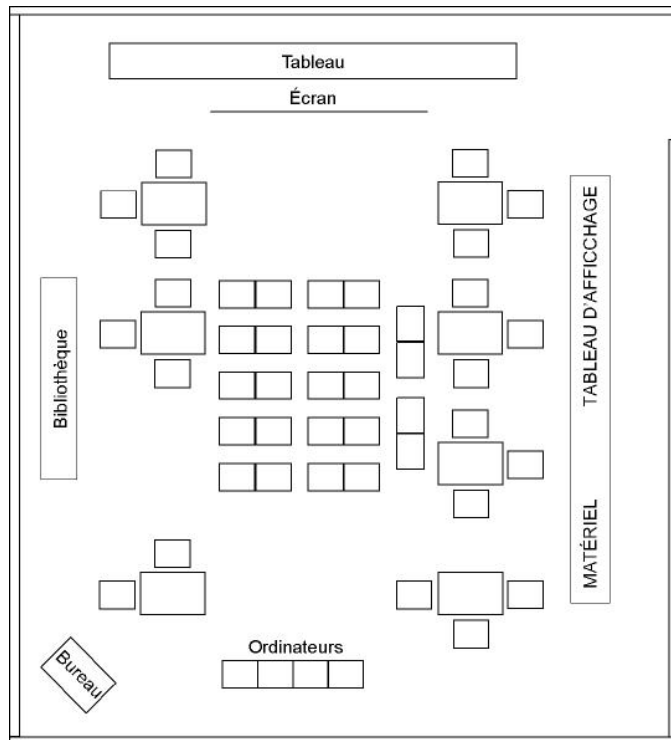 Tableau
Écran
Bibliothèque
TABLEAU D'AFFICCHAGE
MATÉRIEL
Ordinateurs
Bureau